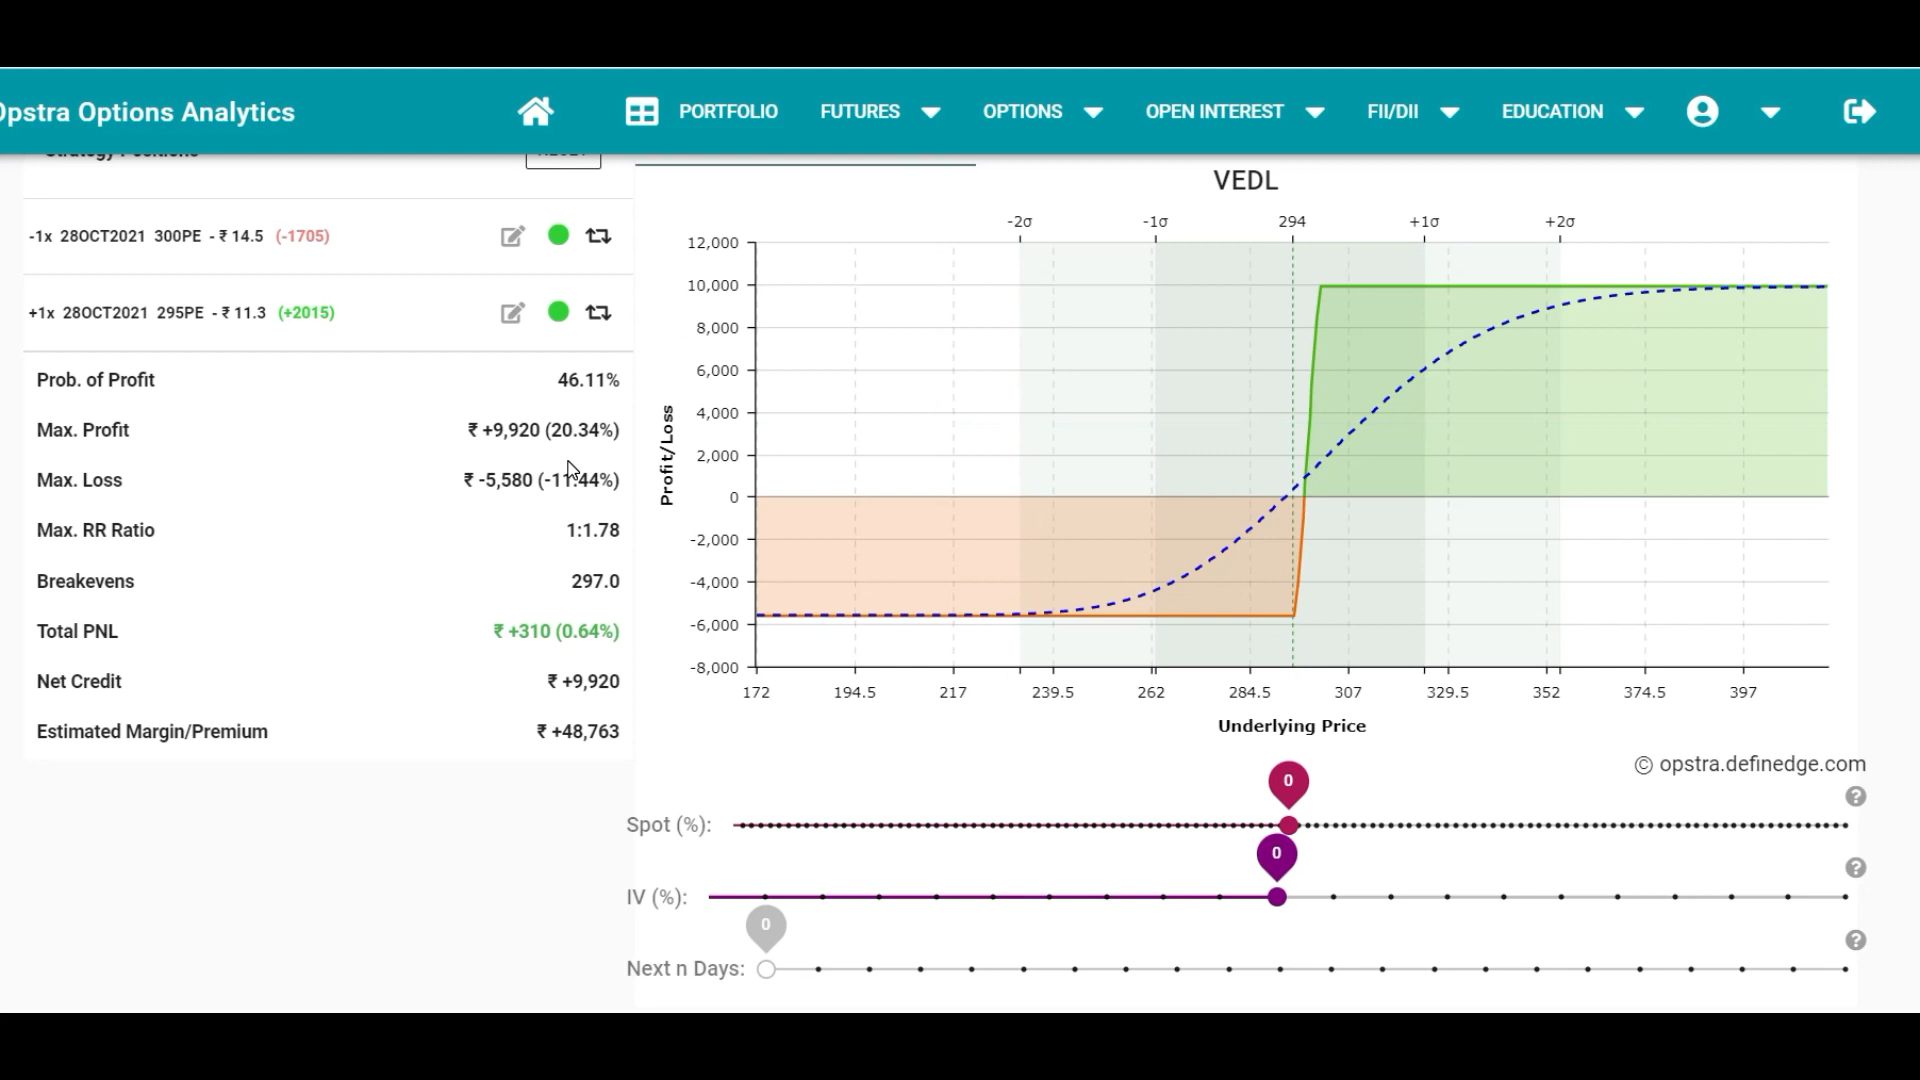 Opstra Options Analytics
PORTFOLIO
FUTURES
OPTIONS
OPEN INTEREST
FII/DII
EDUCATION
Strategy Positions
RESET
-1x 28OCT2021 300PE - ₹ 14.5 (-1705)
+1x 28OCT2021 295PE - ₹ 11.3 (+2015)
Prob. of Profit 46.11%
Max. Profit ₹ +9,920 (20.34%)
Max. Loss ₹ -5,580 (-11.44%)
Max. RR Ratio 1:1.78
Breakevens 297.0
Total PNL ₹ +310 (0.64%)
Net Credit ₹ +9,920
Estimated Margin/Premium ₹ +48,763
VEDL
-2σ -1σ 294 +1σ +2σ
12,000
10,000
8,000
6,000
4,000
2,000
0
-2,000
-4,000
-6,000
-8,000
Profit/Loss
172 194.5 217 239.5 262 284.5 307 329.5 352 374.5 397
Underlying Price
© opstra.definedge.com
?
0
Spot (%):
?
0
IV (%):
?
0
Next n Days: